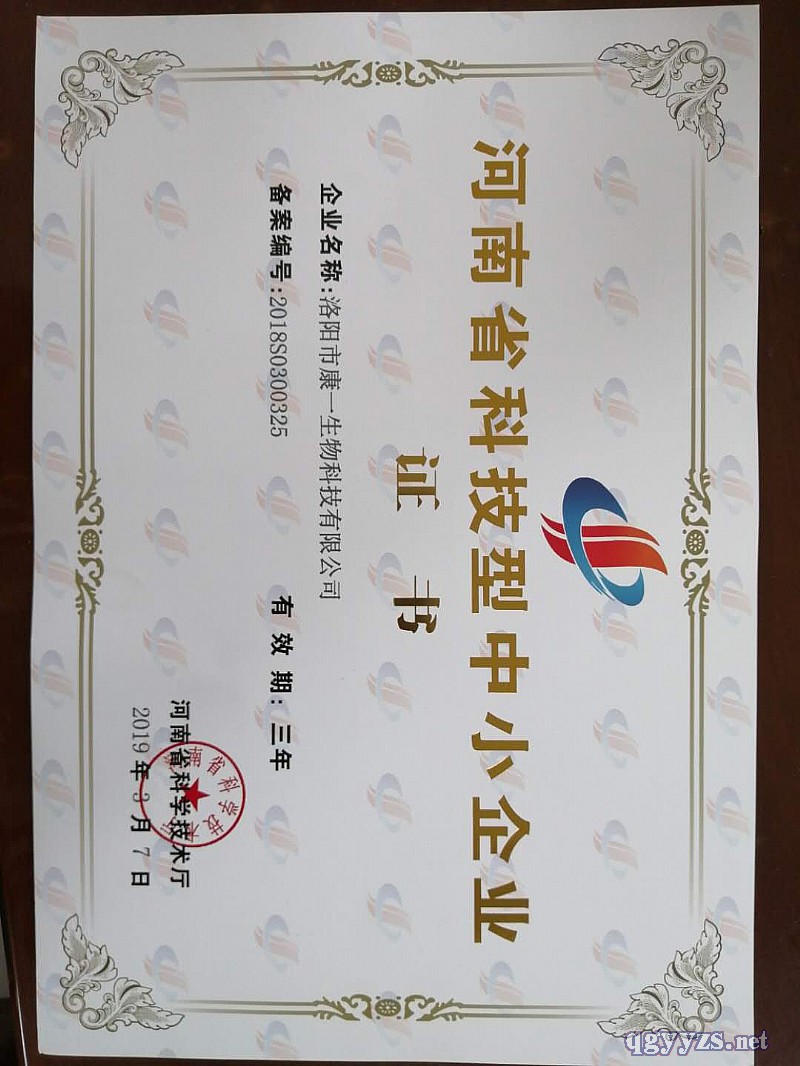 河南省科技型中小企业
证书
企业名称:洛阳市康一生物科技有限公司
备案编号:2018S0300325
有效期:三年
河南省科学技术厅
2019年3月7日
qgyyzs.net